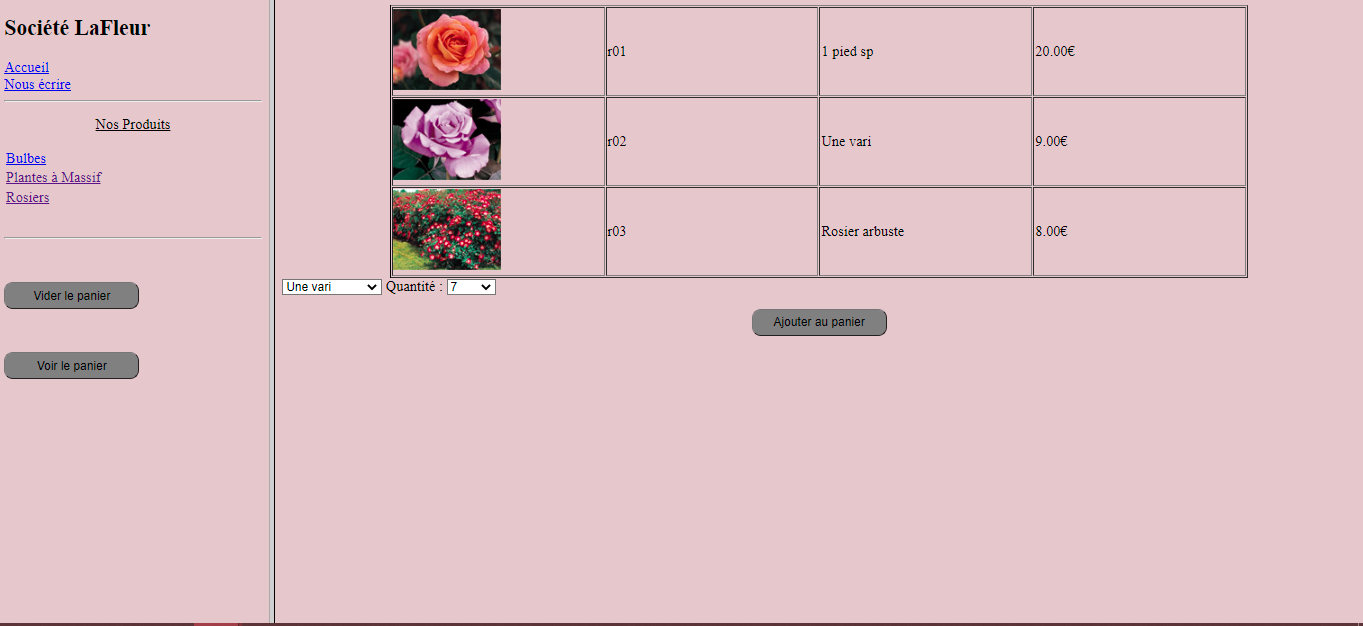 Société LaFleur
Accueil
Nous écrire
Nos Produits
Bulbes
Plantes à Massif
Rosiers
Vider le panier
Voir le panier
r01 1 pied sp 20.00€
r02 Une vari 9.00€
r03 Rosier arbuste 8.00€
Une vari Quantité : 7
Ajouter au panier